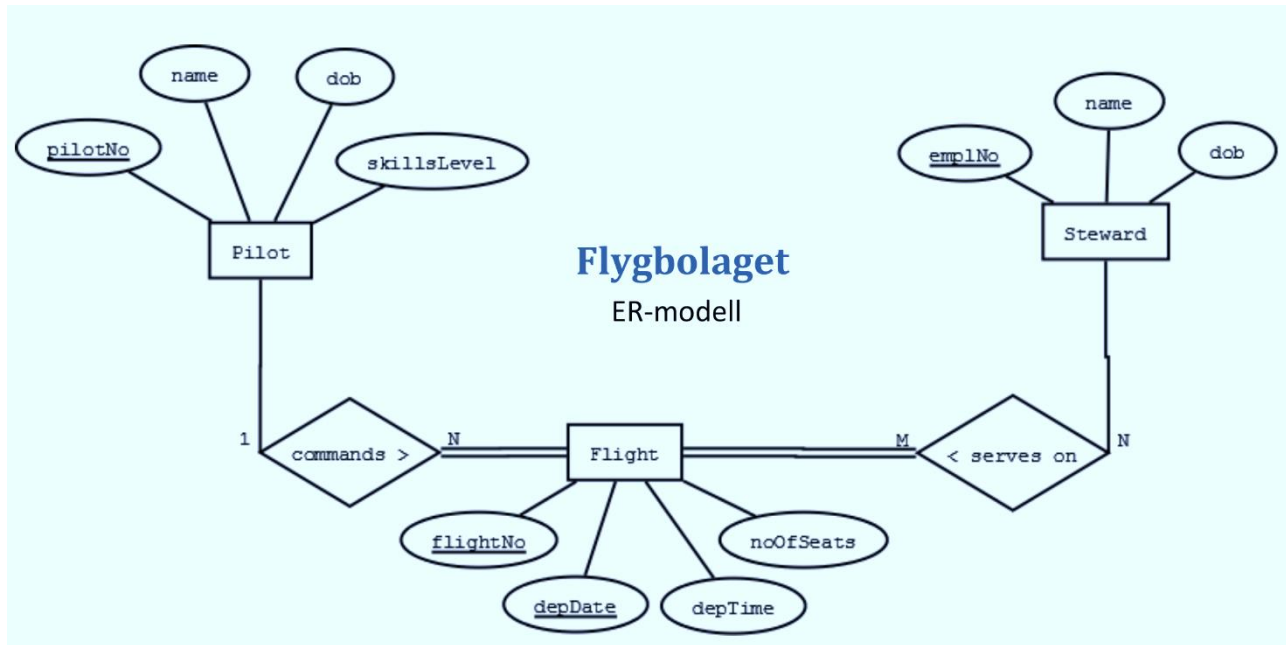 name
dob
pilotNo
skillsLevel
Pilot
name
emplNo
dob
Steward
Flygbolaget
ER-modell
1
commands >
N
Flight
M
< serves on
N
flightNo
noOfSeats
depDate
depTime